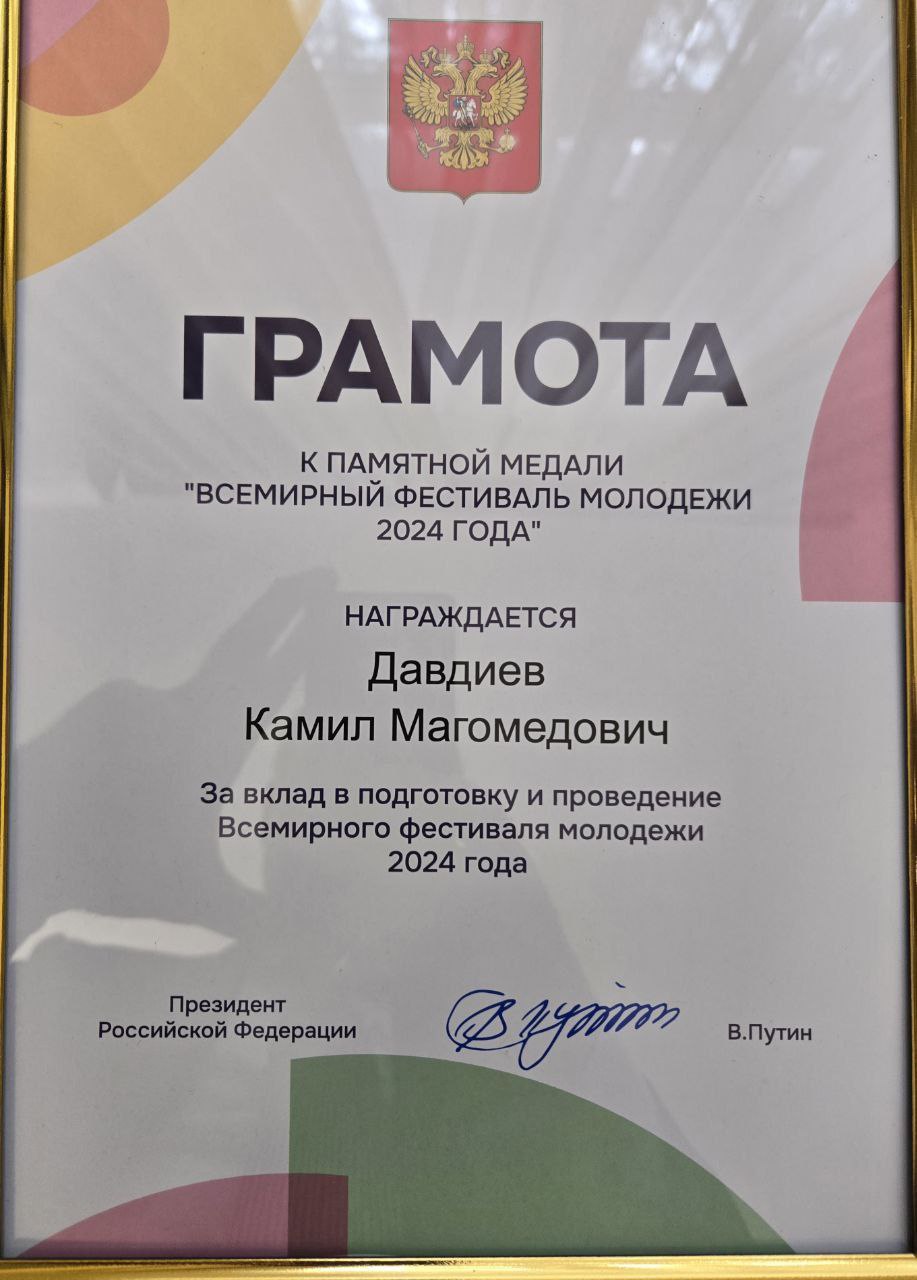 ГРАМОТА
К ПАМЯТНОЙ МЕДАЛИ
"ВСЕМИРНЫЙ ФЕСТИВАЛЬ МОЛОДЕЖИ
2024 ГОДА"
НАГРАЖДАЕТСЯ
Давдиев
Камил Магомедович
За вклад в подготовку и проведение
Всемирного фестиваля молодежи
2024 года
Президент
Российской Федерации
В.Путин